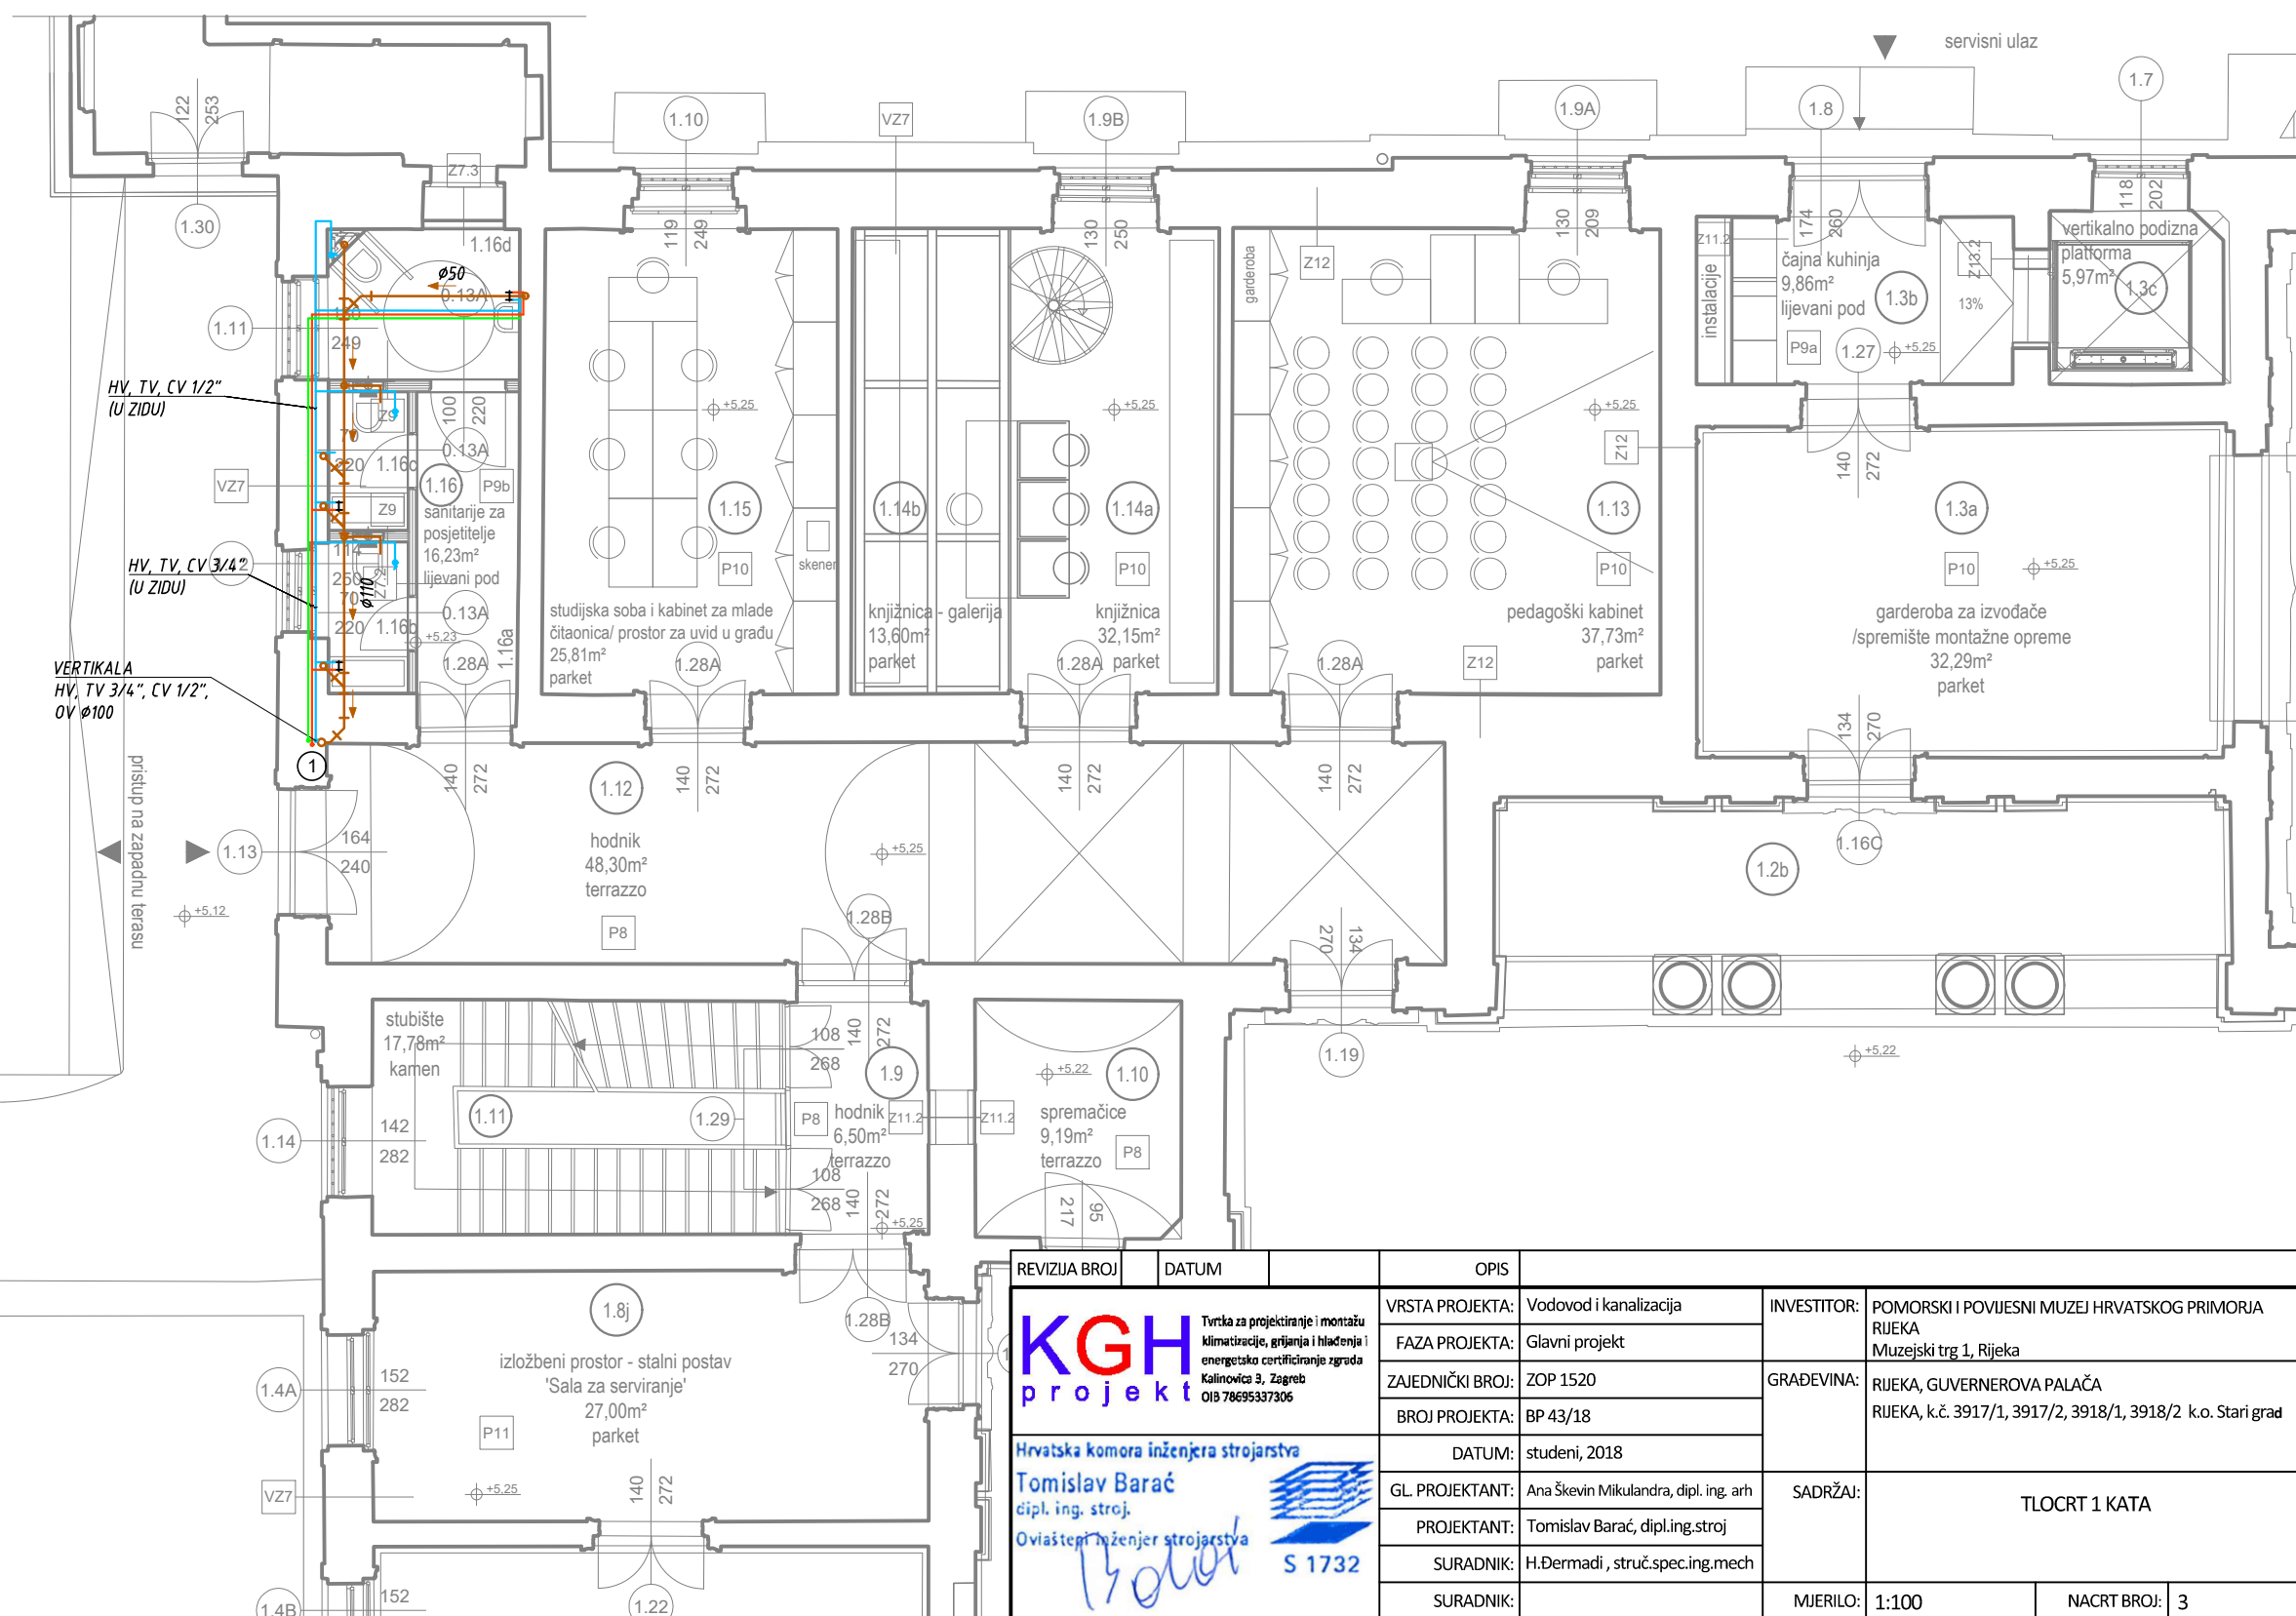 servisni ulaz
1.7
1.8
1.9A
1.9B
VZ7
1.10
122
253
Z7.3
1.30
1.16d
ø50
0.13A
119
249
130
250
130
209
174
260
118
202
Z12
garderoba
Z11.2
instalacije
čajna kuhinja
9,86m²
lijevani pod
1.3b
P9a
1.27
+5,25
Z13.2
13%
vertikalno podizna
platforma
5,97m²
1.3c
1.11
249
HV, TV, CV 1/2"
(U ZIDU)
Z9
100
220
70
220
1.16c
0.13A
VZ7
1.16
P9b
Z9
sanitarije za
posjetitelje
16,23m²
lijevani pod
HV, TV, CV 3/4"
(U ZIDU)
114
250
70
220
Z7.2
ø110
1.16b
0.13A
+5,23
1.28A
1.16a
VERTIKALA
HV, TV 3/4", CV 1/2",
OV ø100
1
+5,25
1.15
P10
skener
studijska soba i kabinet za mlade
čitaonica/ prostor za uvid u građu
25,81m²
parket
1.28A
1.14b
knjižnica - galerija
13,60m²
parket
+5,25
1.14a
P10
knjižnica
32,15m²
parket
1.28A
+5,25
1.13
P10
pedagoški kabinet
37,73m²
parket
1.28A
Z12
Z12
140
272
1.3a
P10
+5,25
garderoba za izvođače
/spremište montažne opreme
32,29m²
parket
134
270
1.16C
1.2b
pristup na zapadnu terasu
140
272
140
272
140
272
140
272
1.12
hodnik
48,30m²
terrazzo
P8
+5,25
1.13
164
240
+5,12
1.28B
270
134
1.19
+5,22
stubište
17,78m²
kamen
1.11
1.29
108
268
140
272
1.9
P8
hodnik
6,50m²
terrazzo
Z11.2
Z11.2
108
268
140
272
+5,25
+5,22
1.10
spremačice
9,19m²
terrazzo
P8
217
95
1.14
142
282
1.8j
izložbeni prostor - stalni postav
'Sala za serviranje'
27,00m²
parket
P11
+5,25
1.28B
134
270
1.4A
152
282
VZ7
140
272
1.4B
152
1.22
REVIZIJA BROJ DATUM OPIS
KGH
projekt
Tvrtka za projektiranje i montažu
klimatizacije, grijanja i hlađenja i
energetsko certificiranje zgrada
Kalinovica 3, Zagreb
OIB 78695337306
Hrvatska komora inženjera strojarstva
Tomislav Barać
dipl. ing. stroj.
Ovlašteni inženjer strojarstva
S 1732
VRSTA PROJEKTA: Vodovod i kanalizacija
FAZA PROJEKTA: Glavni projekt
ZAJEDNIČKI BROJ: ZOP 1520
BROJ PROJEKTA: BP 43/18
DATUM: studeni, 2018
GL. PROJEKTANT: Ana Škevin Mikulandra, dipl. ing. arh
PROJEKTANT: Tomislav Barać, dipl.ing.stroj
SURADNIK: H.Đermadi , struč.spec.ing.mech
SURADNIK:
INVESTITOR: POMORSKI I POVIJESNI MUZEJ HRVATSKOG PRIMORJA
RIJEKA
Muzejski trg 1, Rijeka
GRAĐEVINA: RIJEKA, GUVERNEROVA PALAČA
RIJEKA, k.č. 3917/1, 3917/2, 3918/1, 3918/2 k.o. Stari grad
SADRŽAJ: TLOCRT 1 KATA
MJERILO: 1:100 NACRT BROJ: 3